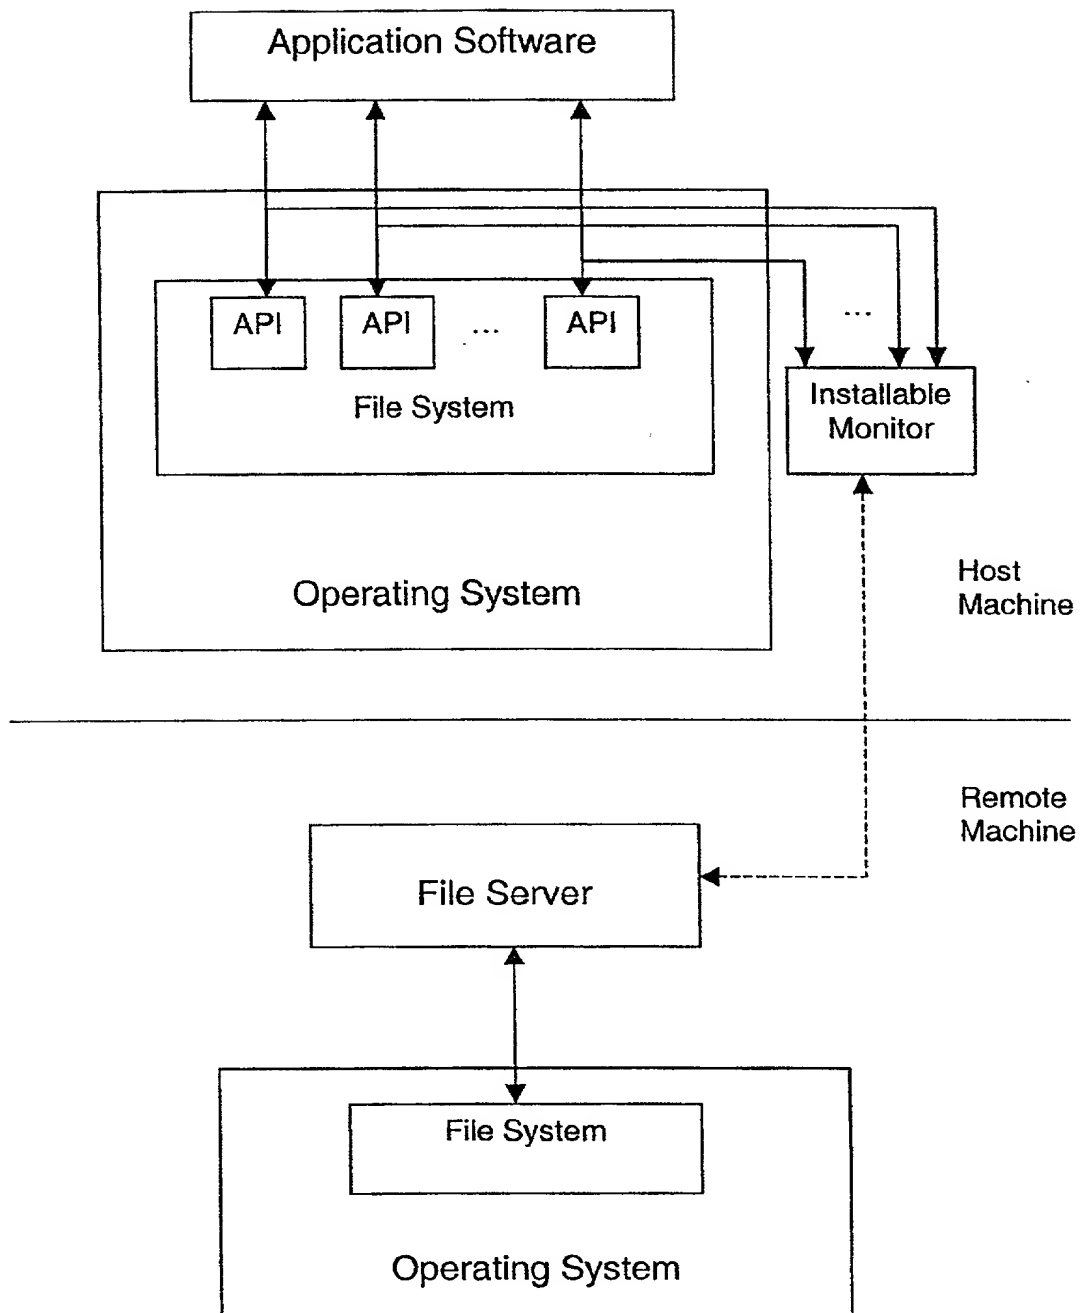 Application Software
API
API
...
API
...
File System
Installable
Monitor
Operating System
Host
Machine
Remote
Machine
File Server
File System
Operating System